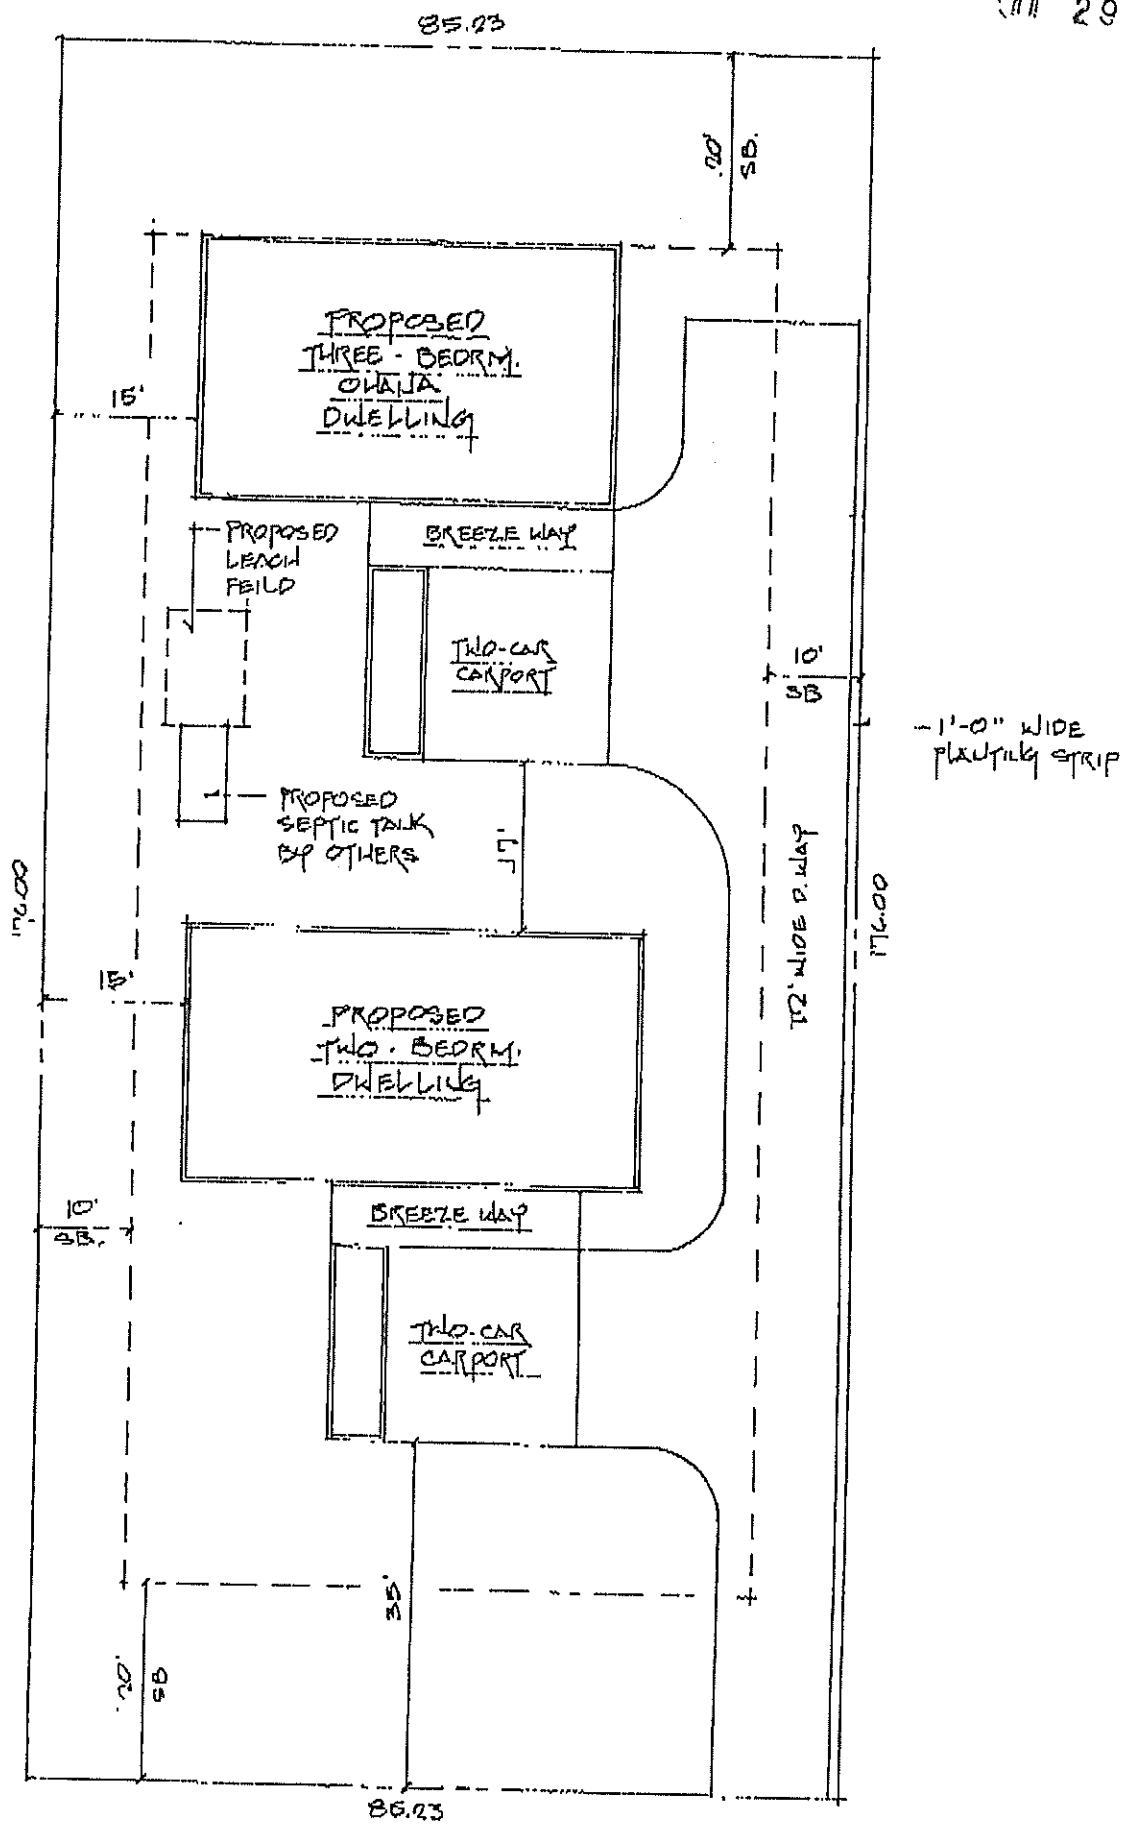 85.23
20'
SB.
PROPOSED
THREE - BEDRM.
OHANA
DWELLING
15'
PROPOSED
LEACH
FEILD
BREEZE WAY
TWO-CAR
CARPORT
10'
SB
1'-0" WIDE
PLANTING STRIP
PROPOSED
SEPTIC TANK
BY OTHERS
17'
176.00
12' WIDE D. WAY
176.00
15'
PROPOSED
TWO - BEDRM.
DWELLING
10'
SB.
BREEZE WAY
TWO-CAR
CARPORT
35'
20'
SB